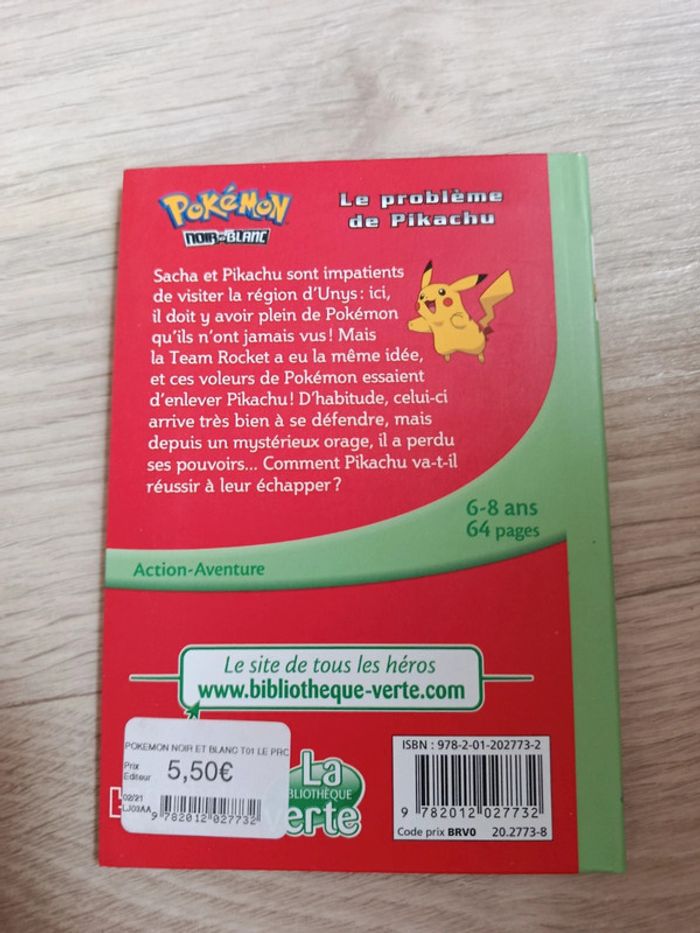 POKÉMON
NOIR ET BLANC
Le problème
de Pikachu
Sacha et Pikachu sont impatients
de visiter la région d'Unys : ici,
il doit y avoir plein de Pokémon
qu'ils n'ont jamais vus ! Mais
la Team Rocket a eu la même idée,
et ces voleurs de Pokémon essaient
d'enlever Pikachu ! D'habitude, celui-ci
arrive très bien à se défendre, mais
depuis un mystérieux orage, il a perdu
ses pouvoirs... Comment Pikachu va-t-il
réussir à leur échapper ?
6-8 ans
64 pages
Action-Aventure
Le site de tous les héros
www.bibliotheque-verte.com
POKEMON NOIR ET BLANC T01 LE PRC
Prix
Editeur
5,50€
02/21
LJ03AA
9 782012 027732
La
BIBLIOTHÈQUE
verte
ISBN : 978-2-01-202773-2
9 782012 027732
Code prix BRV0 20.2773-8